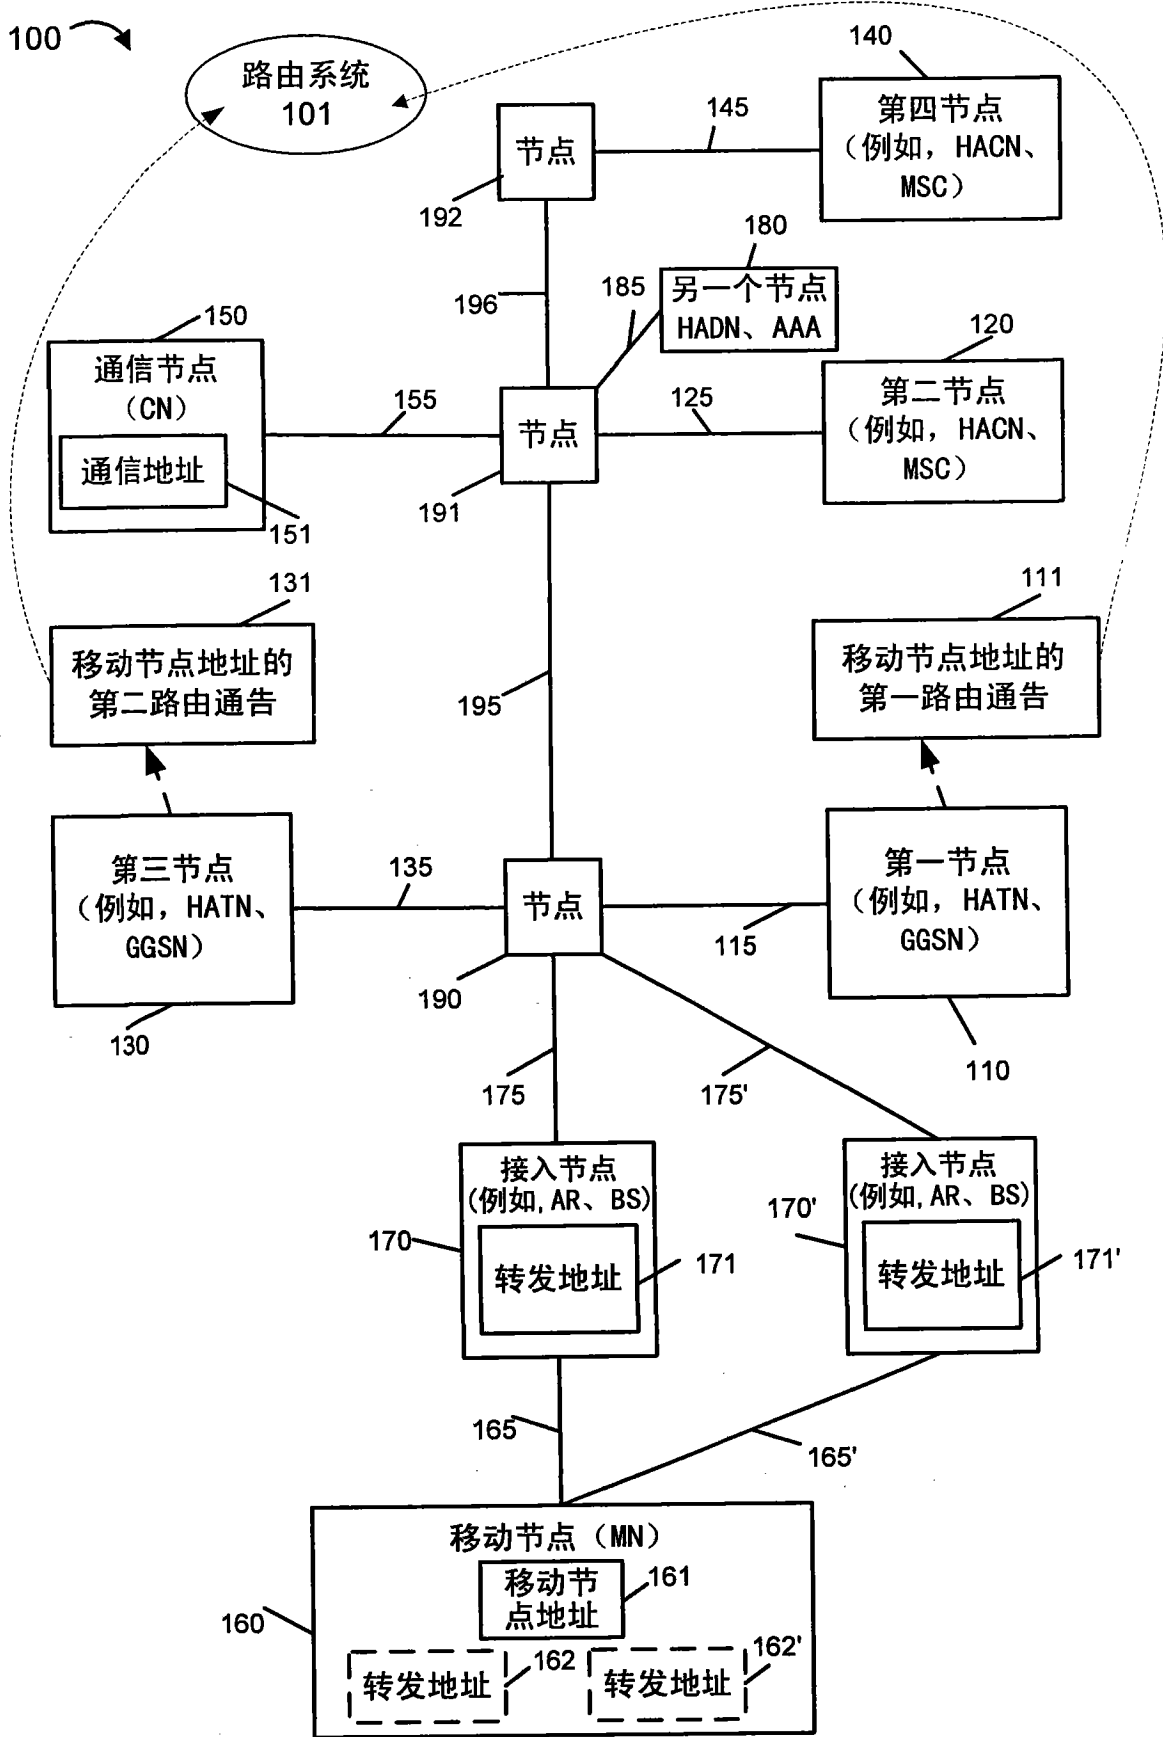 100
路由系统
101
140
第四节点
（例如，HACN、
MSC）
145
节点
192
180
另一个节点
HADN、AAA
185
196
150
通信节点
（CN）
通信地址
151
155
节点
191
125
120
第二节点
（例如，HACN、
MSC）
131
移动节点地址的
第二路由通告
111
移动节点地址的
第一路由通告
195
第三节点
（例如，HATN、
GGSN）
130
135
节点
190
115
第一节点
（例如，HATN、
GGSN）
110
175
175'
接入节点
(例如,AR、BS)
170
转发地址
171
接入节点
(例如,AR、BS)
170'
转发地址
171'
165
165'
移动节点（MN）
移动节
点地址
161
160
转发地址
162
转发地址
162'